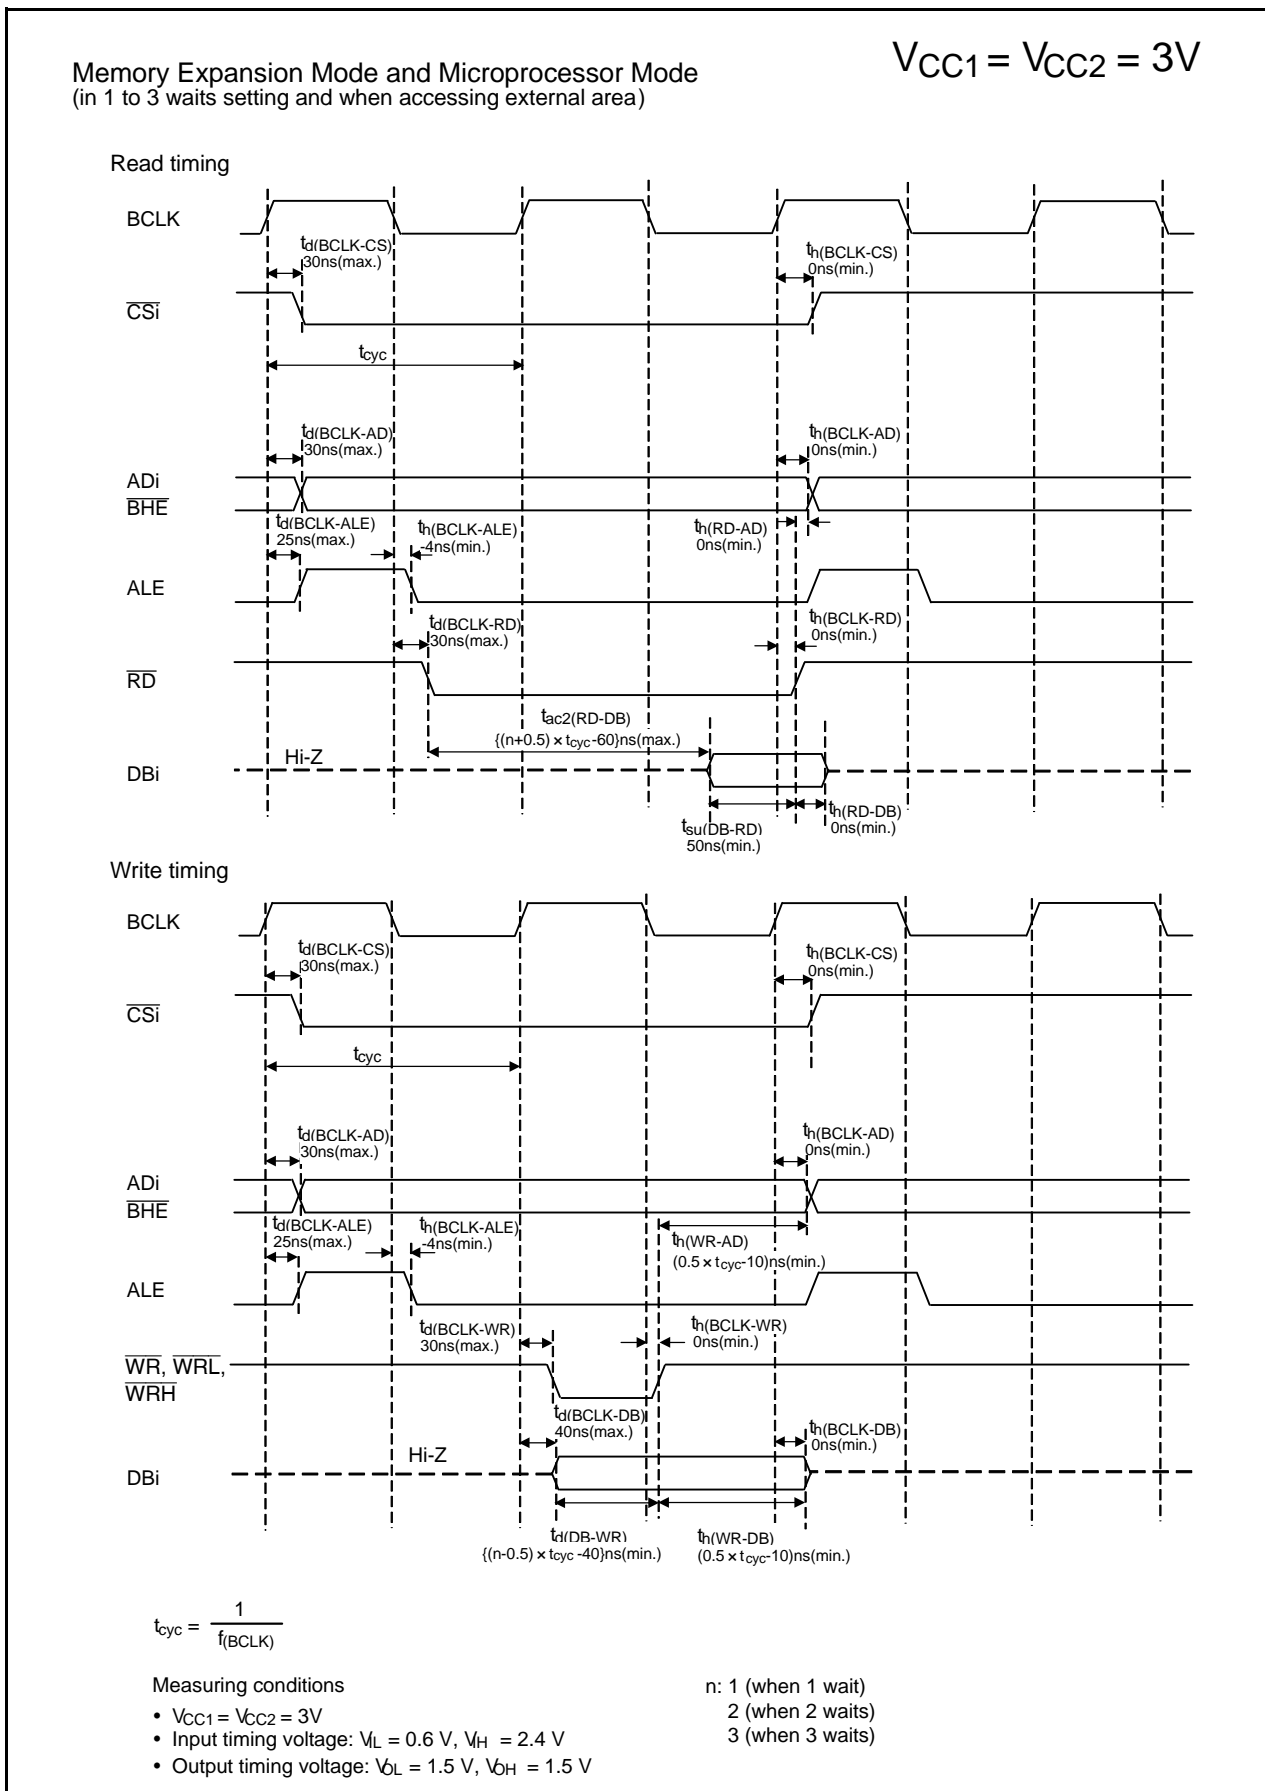 Memory Expansion Mode and Microprocessor Mode
(in 1 to 3 waits setting and when accessing external area)
VCC1 = VCC2 = 3V
Read timing
BCLK
td(BCLK-CS)
30ns(max.)
th(BCLK-CS)
0ns(min.)
CSi
tcyc
td(BCLK-AD)
30ns(max.)
th(BCLK-AD)
0ns(min.)
ADi
BHE
td(BCLK-ALE)
25ns(max.)
th(BCLK-ALE)
-4ns(min.)
th(RD-AD)
0ns(min.)
ALE
td(BCLK-RD)
30ns(max.)
th(BCLK-RD)
0ns(min.)
RD
tac2(RD-DB)
{(n+0.5) × tcyc-60}ns(max.)
Hi-Z
DBi
tsu(DB-RD)
50ns(min.)
th(RD-DB)
0ns(min.)
Write timing
BCLK
td(BCLK-CS)
30ns(max.)
th(BCLK-CS)
0ns(min.)
CSi
tcyc
td(BCLK-AD)
30ns(max.)
th(BCLK-AD)
0ns(min.)
ADi
BHE
td(BCLK-ALE)
25ns(max.)
th(BCLK-ALE)
-4ns(min.)
th(WR-AD)
(0.5 × tcyc-10)ns(min.)
ALE
td(BCLK-WR)
30ns(max.)
th(BCLK-WR)
0ns(min.)
WR, WRL,
WRH
td(BCLK-DB)
40ns(max.)
th(BCLK-DB)
0ns(min.)
Hi-Z
DBi
td(DB-WR)
{(n-0.5) × tcyc -40}ns(min.)
th(WR-DB)
(0.5 × tcyc-10)ns(min.)
tcyc = 1
f(BCLK)
Measuring conditions
• VCC1 = VCC2 = 3V
• Input timing voltage: VIL = 0.6 V, VIH = 2.4 V
• Output timing voltage: VOL = 1.5 V, VOH = 1.5 V
n: 1 (when 1 wait)
2 (when 2 waits)
3 (when 3 waits)